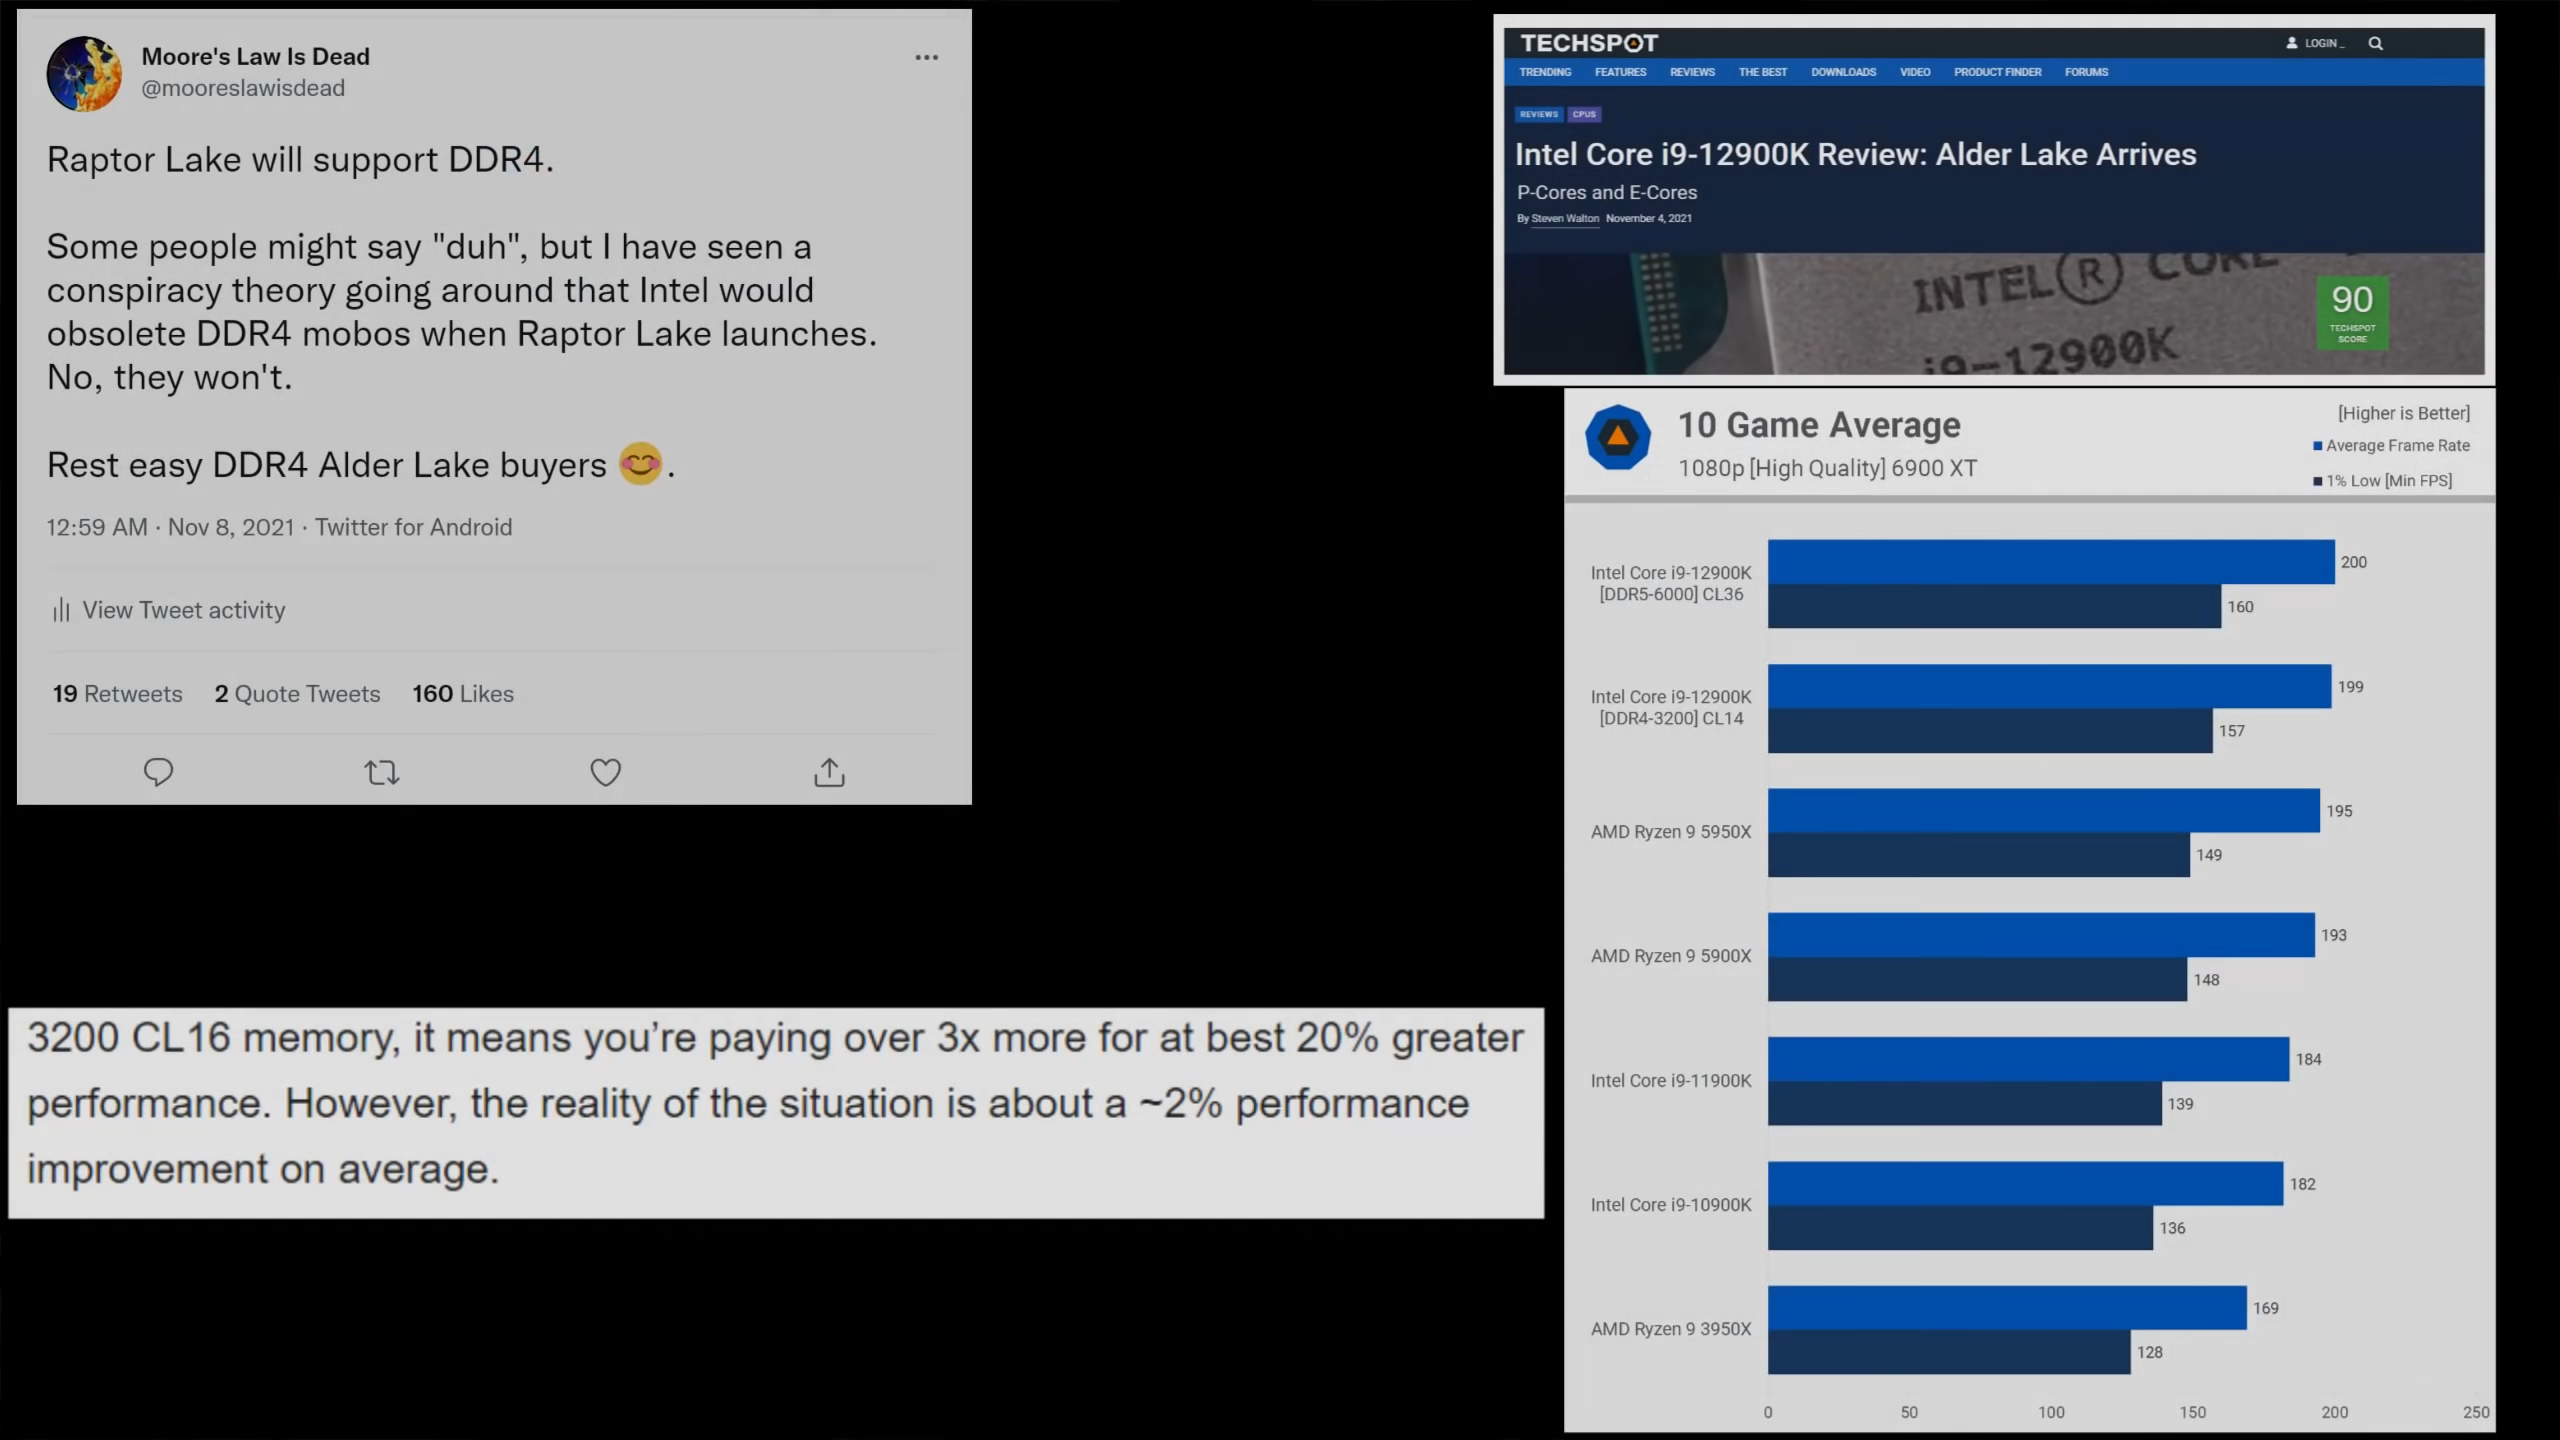 Moore's Law Is Dead
@mooreslawisdead
Raptor Lake will support DDR4.
Some people might say "duh", but I have seen a
conspiracy theory going around that Intel would
obsolete DDR4 mobos when Raptor Lake launches.
No, they won't.
Rest easy DDR4 Alder Lake buyers 😊.
12:59 AM · Nov 8, 2021 · Twitter for Android
View Tweet activity
19 Retweets 2 Quote Tweets 160 Likes
3200 CL16 memory, it means you're paying over 3x more for at best 20% greater
performance. However, the reality of the situation is about a ~2% performance
improvement on average.
TECHSPOT
LOGIN_
TRENDING FEATURES REVIEWS THE BEST DOWNLOADS VIDEO PRODUCT FINDER FORUMS
REVIEWS CPUS
Intel Core i9-12900K Review: Alder Lake Arrives
P-Cores and E-Cores
By Steven Walton November 4, 2021
INTEL® CORE
i9-12900K
90
TECHSPOT
SCORE
10 Game Average
1080p [High Quality] 6900 XT
[Higher is Better]
Average Frame Rate
1% Low [Min FPS]
Intel Core i9-12900K
[DDR5-6000] CL36
200
160
Intel Core i9-12900K
[DDR4-3200] CL14
199
157
AMD Ryzen 9 5950X
195
149
AMD Ryzen 9 5900X
193
148
Intel Core i9-11900K
184
139
Intel Core i9-10900K
182
136
AMD Ryzen 9 3950X
169
128
0 50 100 150 200 250